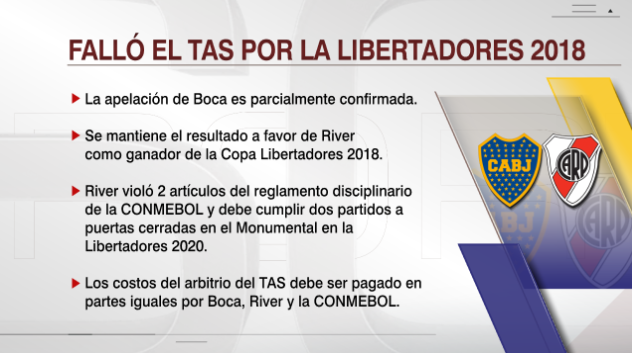 FALLÓ EL TAS POR LA LIBERTADORES 2018
La apelación de Boca es parcialmente confirmada.
Se mantiene el resultado a favor de River
como ganador de la Copa Libertadores 2018.
River violó 2 artículos del reglamento disciplinario
de la CONMEBOL y debe cumplir dos partidos a
puertas cerradas en el Monumental en la
Libertadores 2020.
Los costos del arbitrio del TAS debe ser pagado en
partes iguales por Boca, River y la CONMEBOL.
CABJ
CARP